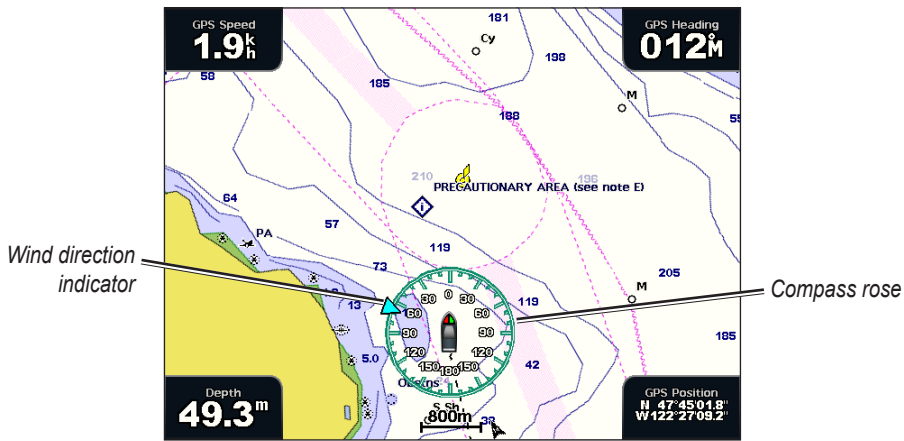 GPS Speed
1.9 k
h
GPS Heading
012°M
181
Cy
198
58
185
M
188
55
210
196
PRECAUTIONARY AREA (see note E)
i
64
57
PA
119
73
205
Wind direction
indicator
M
119
Compass rose
13
0
30 30
60 60
90 90
120 120
150 150
180
185
5.0
42
Depth
49.3 m
S Sh
800m
GPS Position
N 47°45'01.8"
W122°27'09.2"